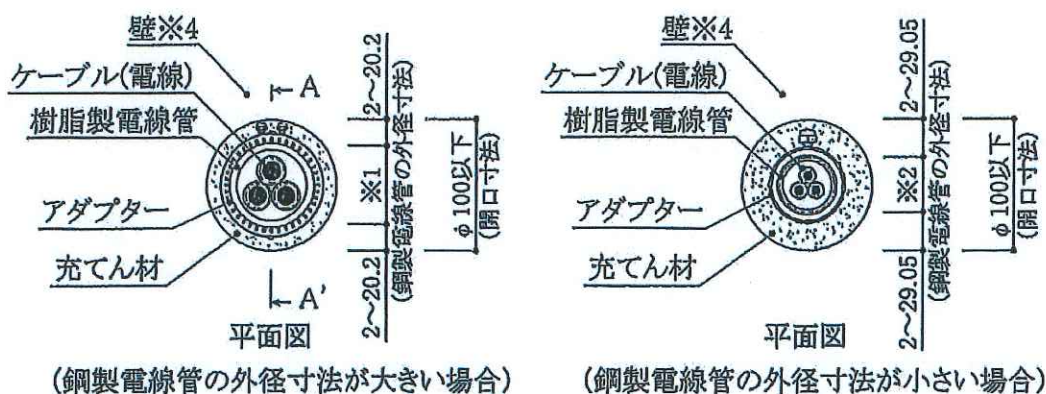 壁※4
ケーブル(電線)
樹脂製電線管
アダプター
充てん材
A
A'
2~20.2
※1
2~20.2
(鋼製電線管の外径寸法)
φ100以下
(開口寸法)
平面図
(鋼製電線管の外径寸法が大きい場合)
壁※4
ケーブル(電線)
樹脂製電線管
アダプター
充てん材
2~29.05
※2
2~29.05
(鋼製電線管の外径寸法)
φ100以下
(開口寸法)
平面図
(鋼製電線管の外径寸法が小さい場合)